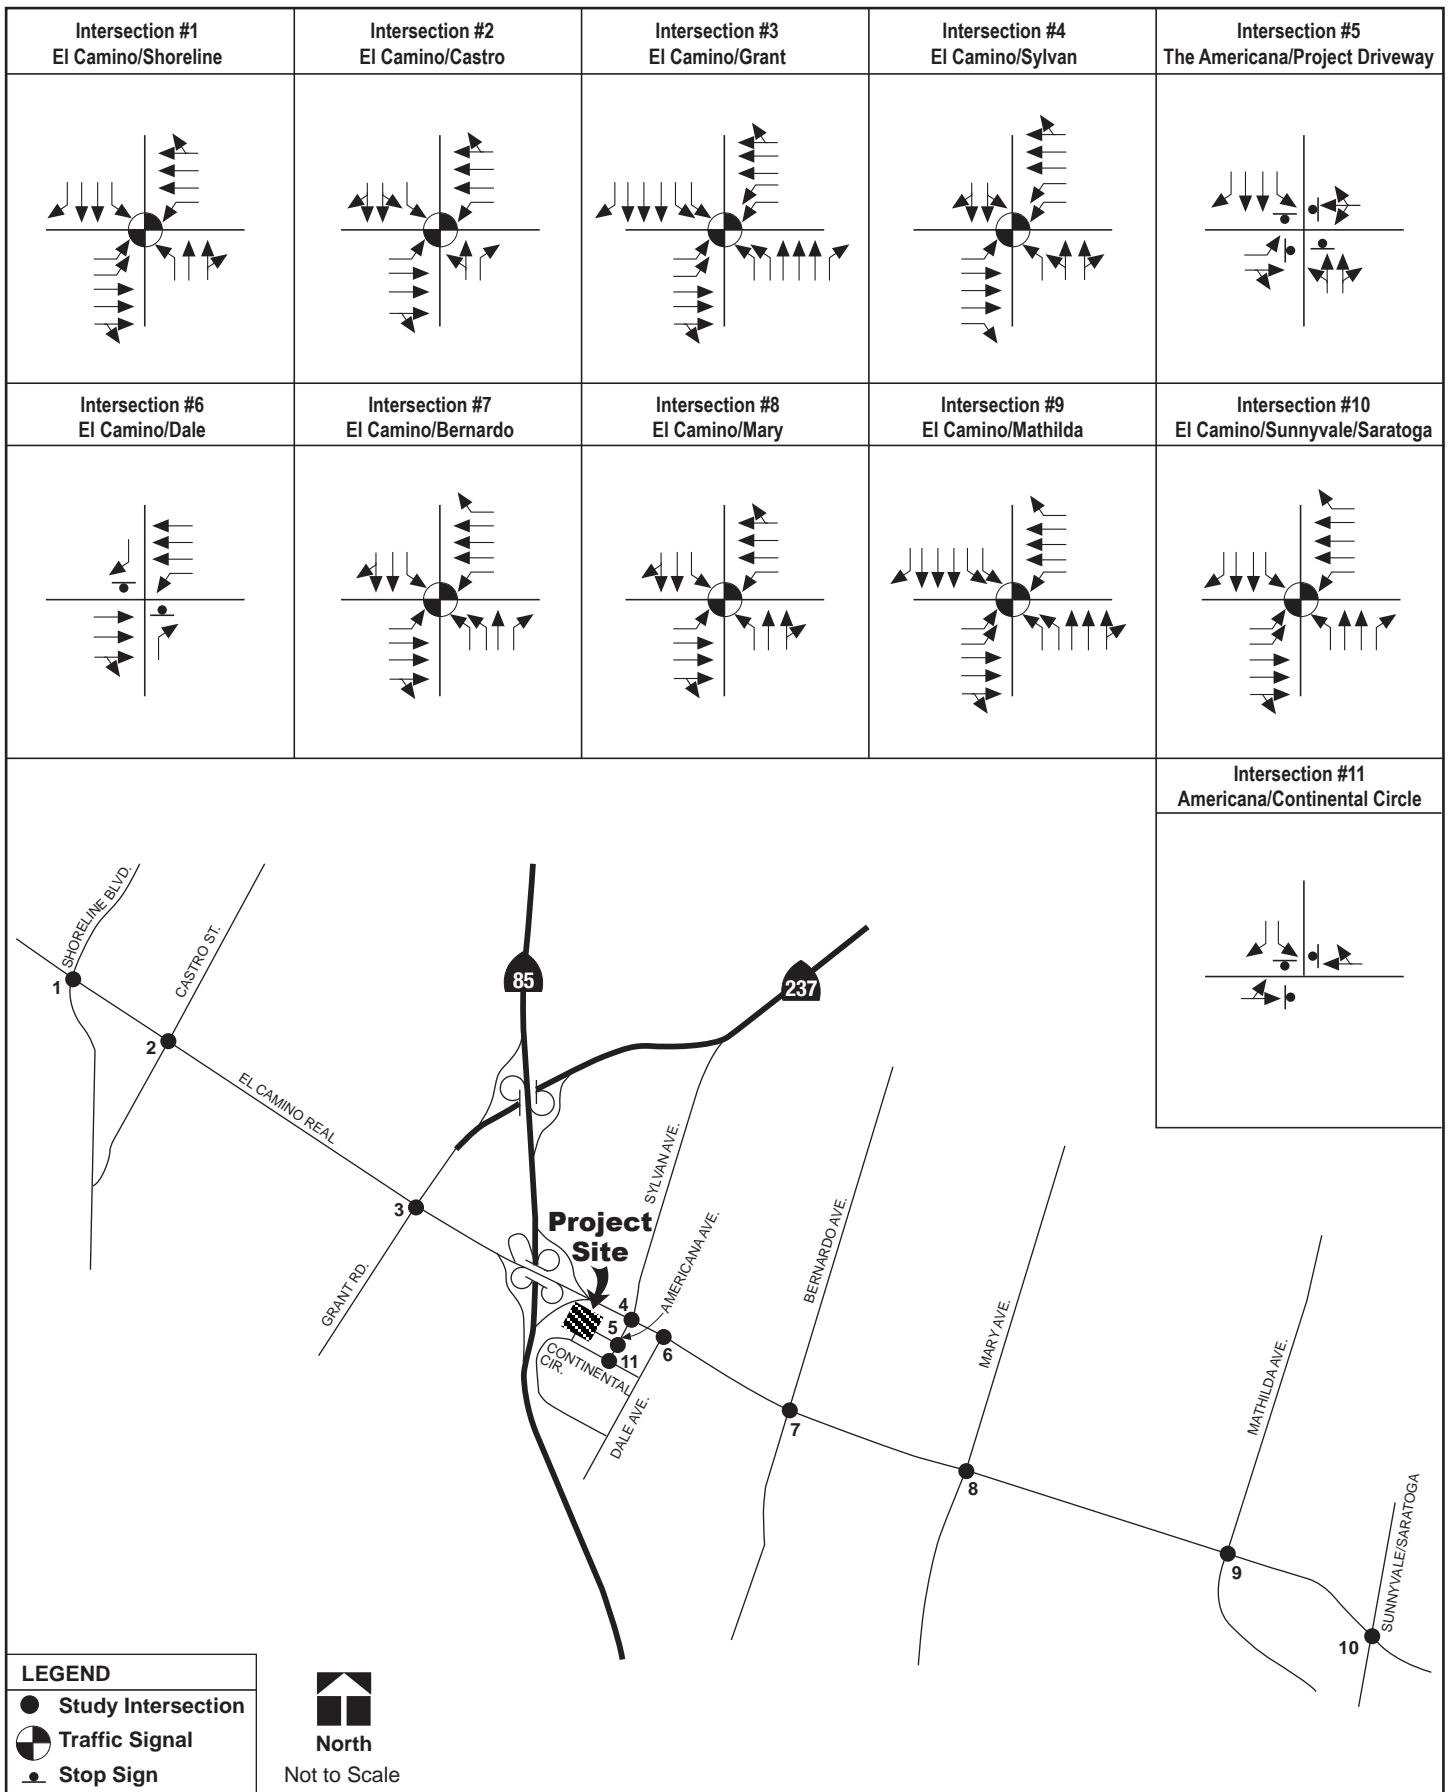 Intersection #1
El Camino/Shoreline
Intersection #2
El Camino/Castro
Intersection #3
El Camino/Grant
Intersection #4
El Camino/Sylvan
Intersection #5
The Americana/Project Driveway
Intersection #6
El Camino/Dale
Intersection #7
El Camino/Bernardo
Intersection #8
El Camino/Mary
Intersection #9
El Camino/Mathilda
Intersection #10
El Camino/Sunnyvale/Saratoga
Intersection #11
Americana/Continental Circle
SHORELINE BLVD.
CASTRO ST.
85
237
1
2
EL CAMINO REAL
SYLVAN AVE.
3
Project
Site
AMERICANA AVE.
BERNARDO AVE.
GRANT RD.
4
5
6
11
CONTINENTAL
CIR.
DALE AVE.
MARY AVE.
MATHILDA AVE.
7
8
SUNNYVALE/SARATOGA
9
10
LEGEND
Study Intersection
Traffic Signal
Stop Sign
North
Not to Scale